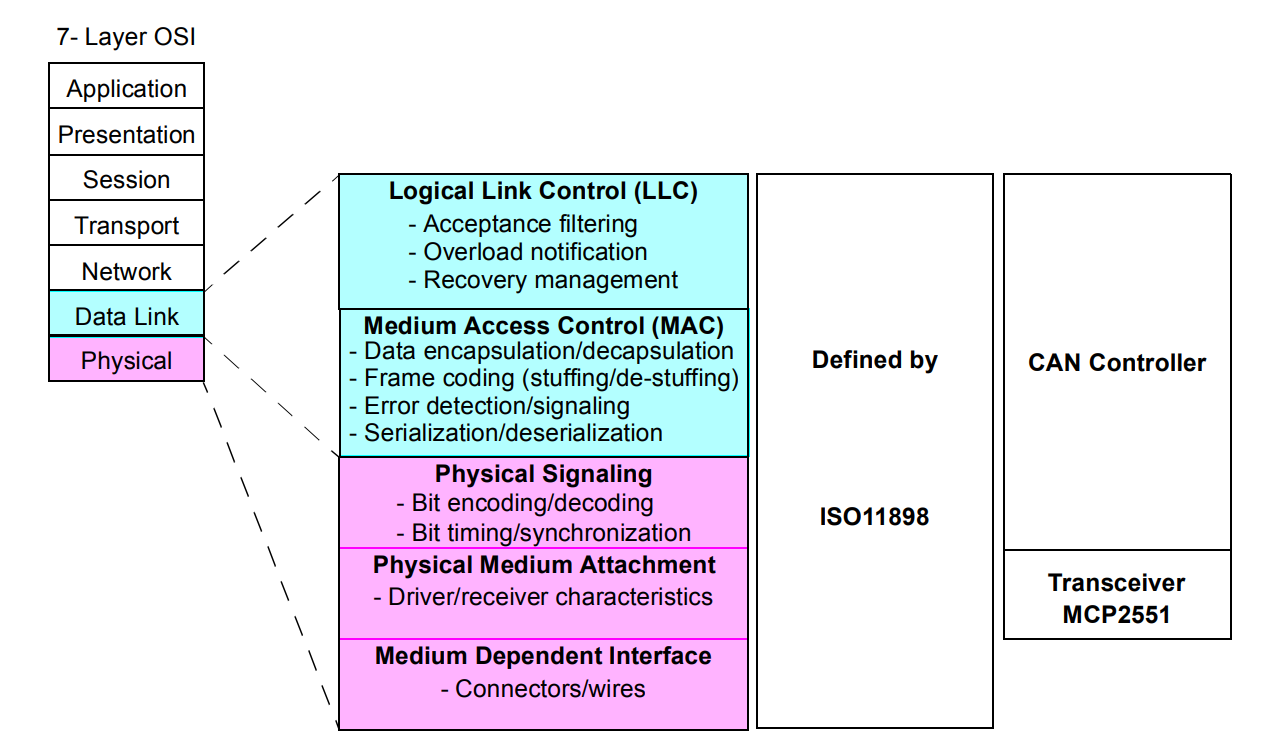 7- Layer OSI
Application
Presentation
Session
Transport
Network
Data Link
Physical
Logical Link Control (LLC)
- Acceptance filtering
- Overload notification
- Recovery management
Medium Access Control (MAC)
- Data encapsulation/decapsulation
- Frame coding (stuffing/de-stuffing)
- Error detection/signaling
- Serialization/deserialization
Physical Signaling
- Bit encoding/decoding
- Bit timing/synchronization
Physical Medium Attachment
- Driver/receiver characteristics
Medium Dependent Interface
- Connectors/wires
Defined by
ISO11898
CAN Controller
Transceiver
MCP2551